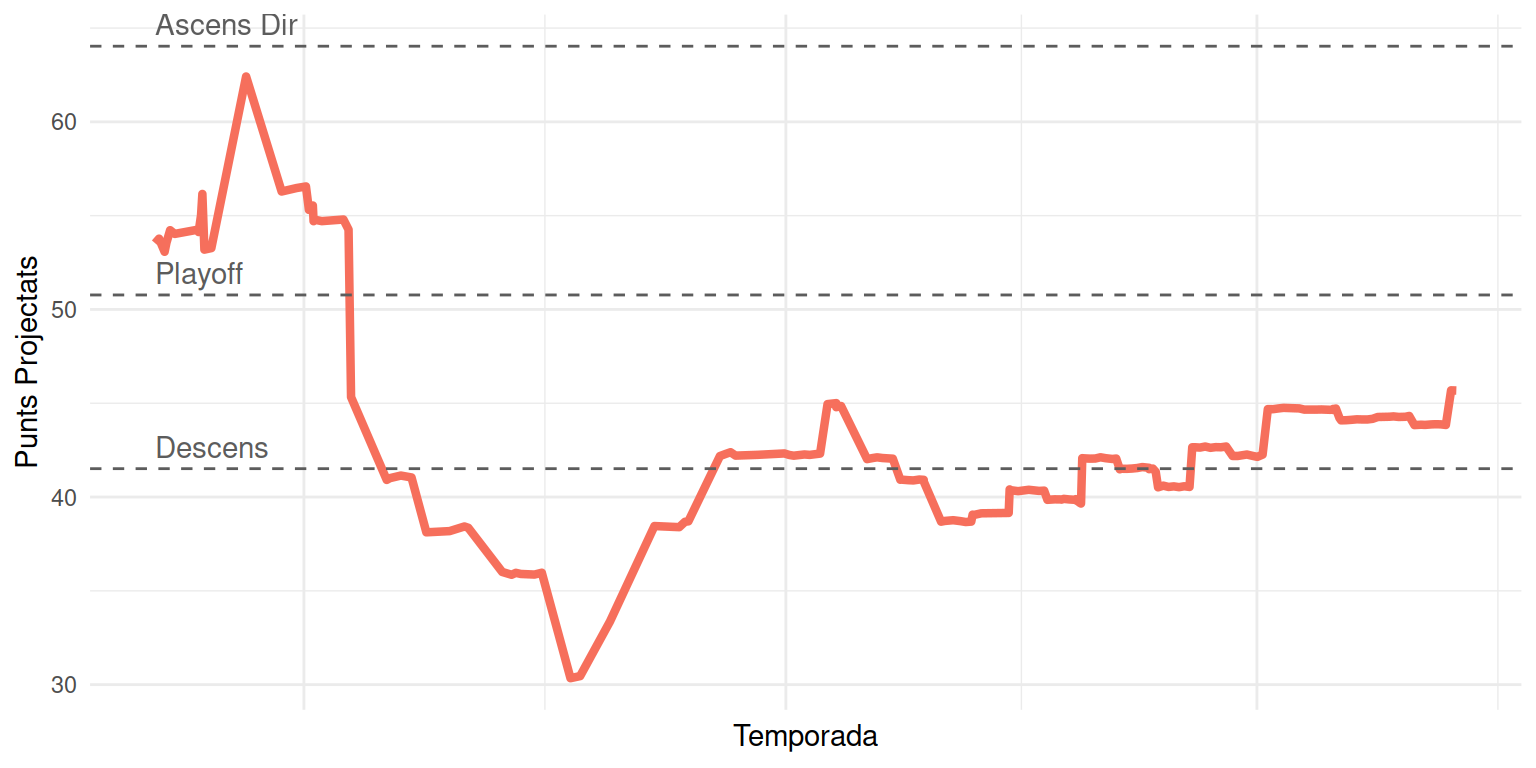 Ascens Dir
60
Playoff
50
Descens
40
30
Punts Projectats
Temporada